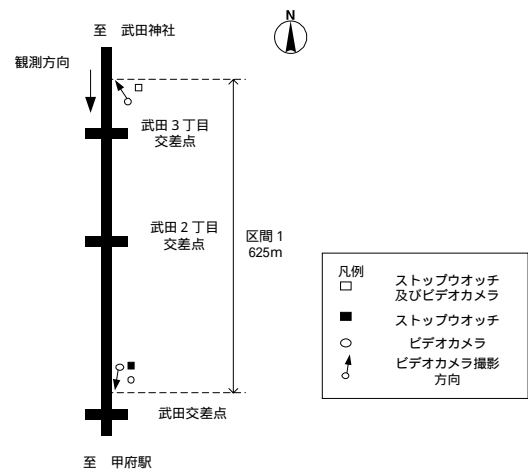 至 武田神社
N
観測方向
武田３丁目
交差点
武田２丁目
交差点
区間１
625m
凡例
ストップウオッチ
及びビデオカメラ
ストップウオッチ
ビデオカメラ
ビデオカメラ撮影
方向
武田交差点
至 甲府駅